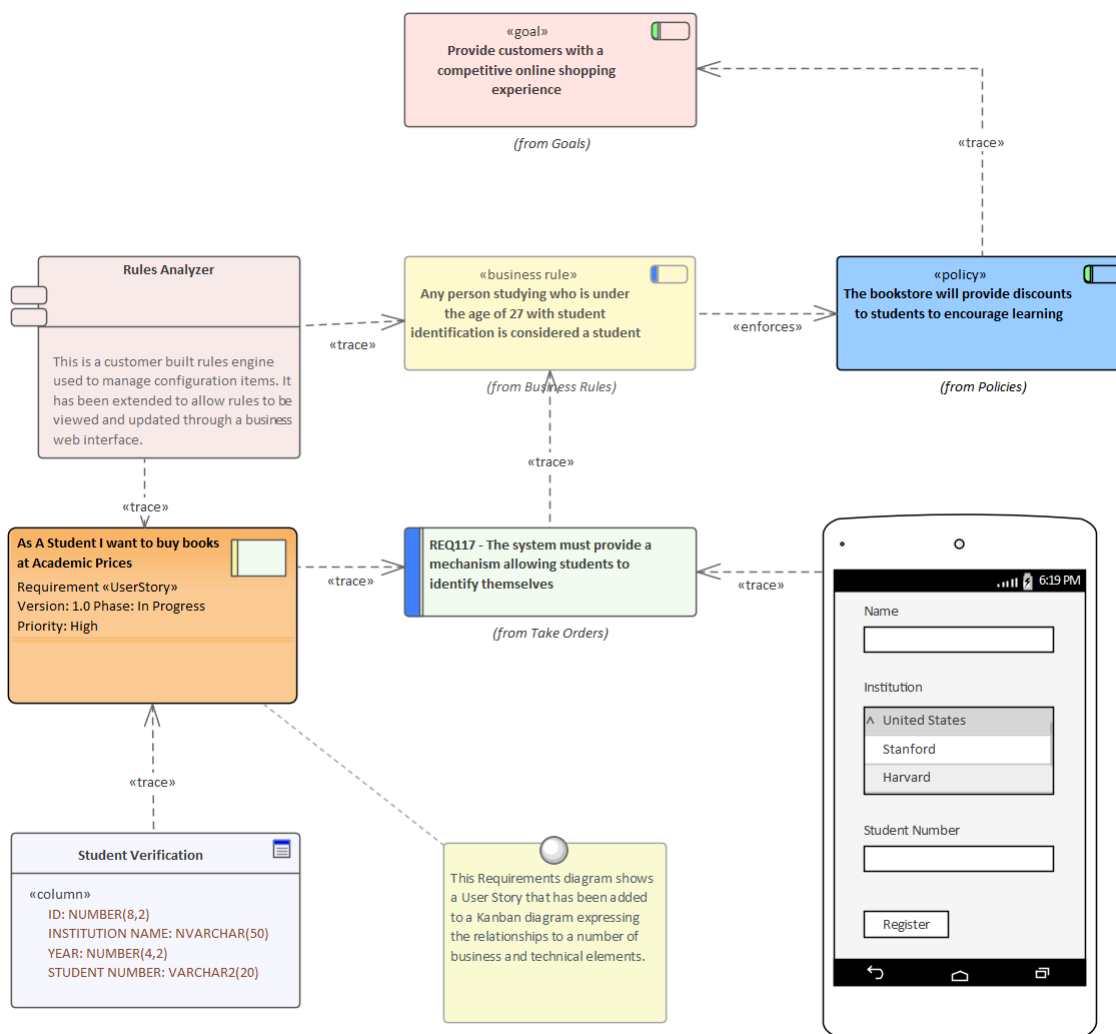 «goal»
Provide customers with a
competitive online shopping
experience
(from Goals)
«trace»
Rules Analyzer
This is a customer built rules engine
used to manage configuration items. It
has been extended to allow rules to be
viewed and updated through a business
web interface.
«trace»
«business rule»
Any person studying who is under
the age of 27 with student
identification is considered a student
(from Business Rules)
«enforces»
«policy»
The bookstore will provide discounts
to students to encourage learning
(from Policies)
«trace»
«trace»
As A Student I want to buy books
at Academic Prices
Requirement «UserStory»
Version: 1.0 Phase: In Progress
Priority: High
«trace»
REQ117 - The system must provide a
mechanism allowing students to
identify themselves
(from Take Orders)
«trace»
6:19 PM
Name
Institution
^ United States
Stanford
Harvard
Student Number
Register
«trace»
Student Verification
«column»
ID: NUMBER(8,2)
INSTITUTION NAME: NVARCHAR(50)
YEAR: NUMBER(4,2)
STUDENT NUMBER: VARCHAR2(20)
This Requirements diagram shows
a User Story that has been added
to a Kanban diagram expressing
the relationships to a number of
business and technical elements.